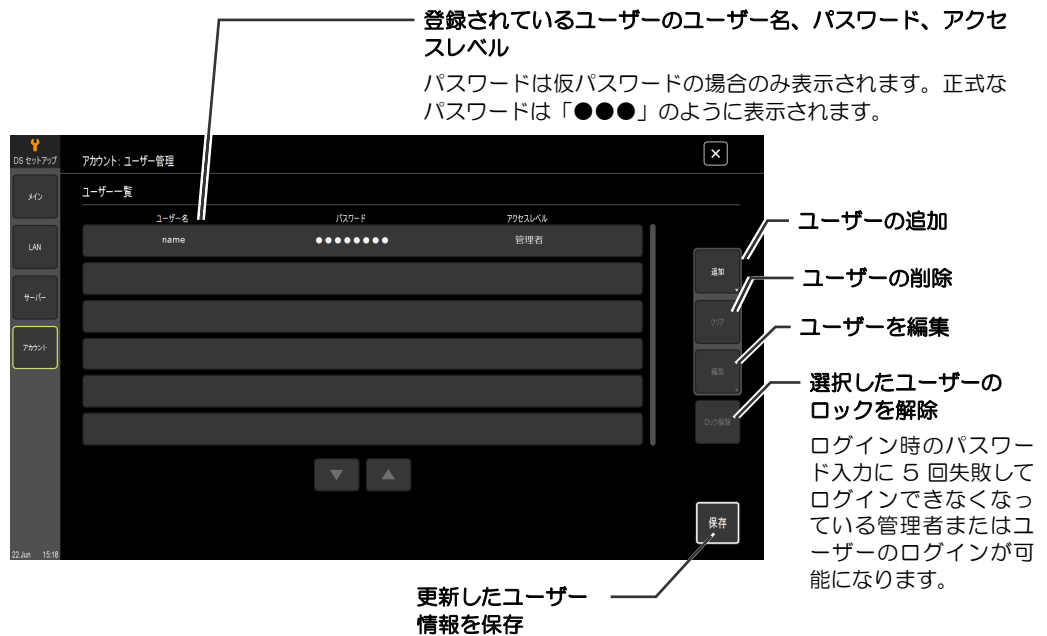 登録されているユーザーのユーザー名、パスワード、アクセ
スレベル
パスワードは仮パスワードの場合のみ表示されます。正式な
パスワードは「●●●」のように表示されます。
DS セットアップ
アカウント: ユーザー管理
メイン
ユーザー一覧
ユーザー名 パスワード アクセスレベル
name ●●●●●●●● 管理者
LAN
サーバー
アカウント
追加
クリア
編集
ロック解除
保存
22.Jun 15:18
ユーザーの追加
ユーザーの削除
ユーザーを編集
選択したユーザーの
ロックを解除
ログイン時のパスワー
ド入力に 5 回失敗して
ログインできなくなっ
ている管理者またはユ
ーザーのログインが可
能になります。
更新したユーザー
情報を保存